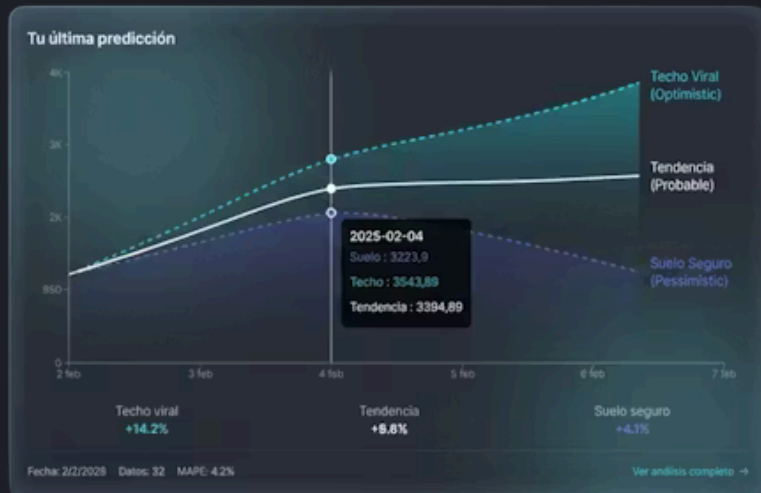 Tu última predicción
4K
Techo Viral
(Optimistic)
3K
Tendencia
(Probable)
2K
2025-02-04
Suelo : 3223,9
Techo : 3543,89
Tendencia : 3394,89
Suelo Seguro
(Pessimistic)
950
0
2 feb
3 feb
4 feb
5 feb
6 feb
7 feb
Techo viral
Tendencia
Suelo seguro
+14.2%
+4.1%
Fecha: 2/2/2028 Datos: 32 MAPE: 4.2%
Ver análisis completo →